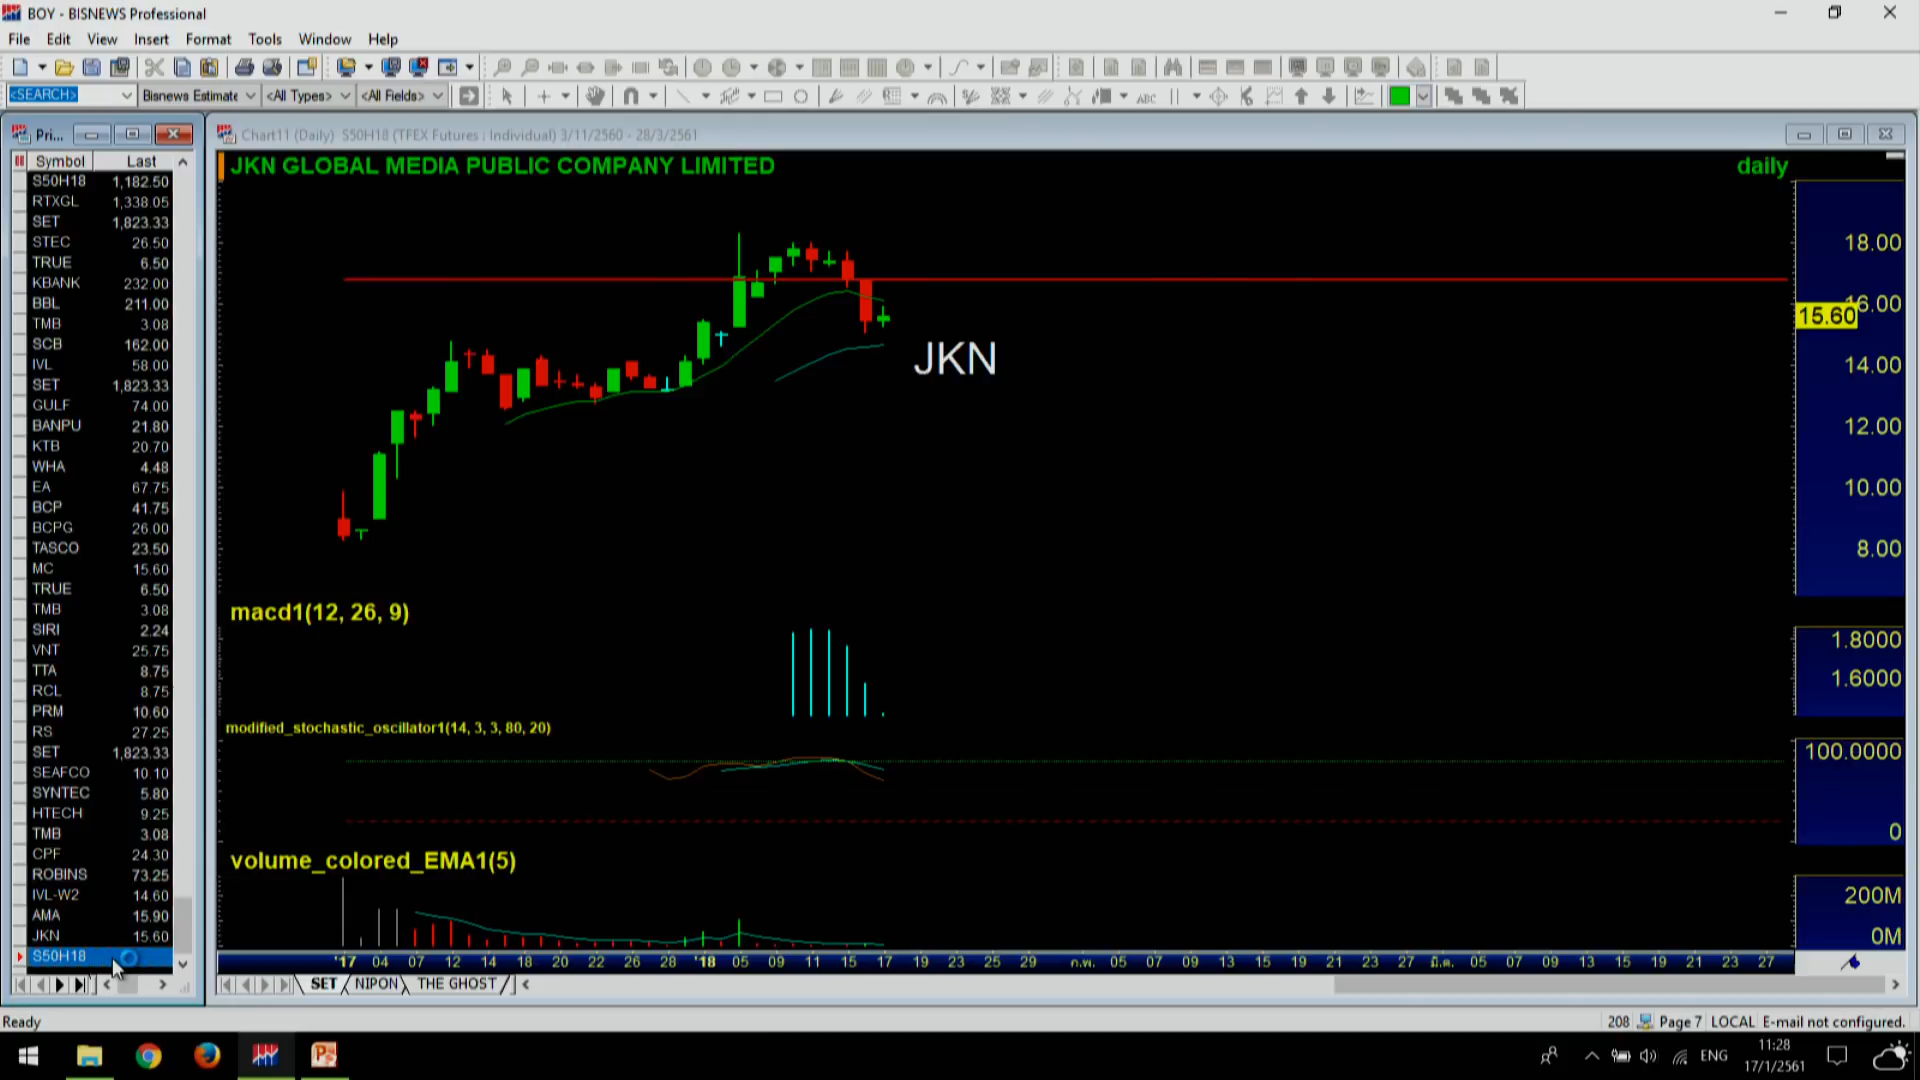 BOY - BISNEWS Professional
File Edit View Insert Format Tools Window Help
<SEARCH> Bisnews Estimate <All Types> <All Fields>
ABC
Pri...
Symbol Last
S50H18 1,182.50
RTXGL 1,338.05
SET 1,823.33
STEC 26.50
TRUE 6.50
KBANK 232.00
BBL 211.00
TMB 3.08
SCB 162.00
IVL 58.00
SET 1,823.33
GULF 74.00
BANPU 21.80
KTB 20.70
WHA 4.48
EA 67.75
BCP 41.75
BCPG 26.00
TASCO 23.50
MC 15.60
TRUE 6.50
TMB 3.08
SIRI 2.24
VNT 25.75
TTA 8.75
RCL 8.75
PRM 10.60
RS 27.25
SET 1,823.33
SEAFCO 10.10
SYNTEC 5.80
HTECH 9.25
TMB 3.08
CPF 24.30
ROBINS 73.25
IVL-W2 14.60
AMA 15.90
JKN 15.60
S50H18
Chart11 (Daily) S50H18 (TFEX Futures : Individual) 3/11/2560 - 28/3/2561
JKN GLOBAL MEDIA PUBLIC COMPANY LIMITED daily
18.00
16.00
15.60
JKN
14.00
12.00
10.00
8.00
macd1(12, 26, 9)
1.8000
1.6000
modified_stochastic_oscillator1(14, 3, 3, 80, 20)
100.0000
0
volume_colored_EMA1(5)
200M
0M
'17 04 07 12 14 18 20 22 26 28 '18 05 09 11 15 17 19 23 25 29 ก.พ. 05 07 09 13 15 19 21 23 27 มี.ค. 05 07 09 13 15 19 21 23 27
SET NIPON THE GHOST
Ready 208 Page 7 LOCAL E-mail not configured.
ENG 11:28
17/1/2561